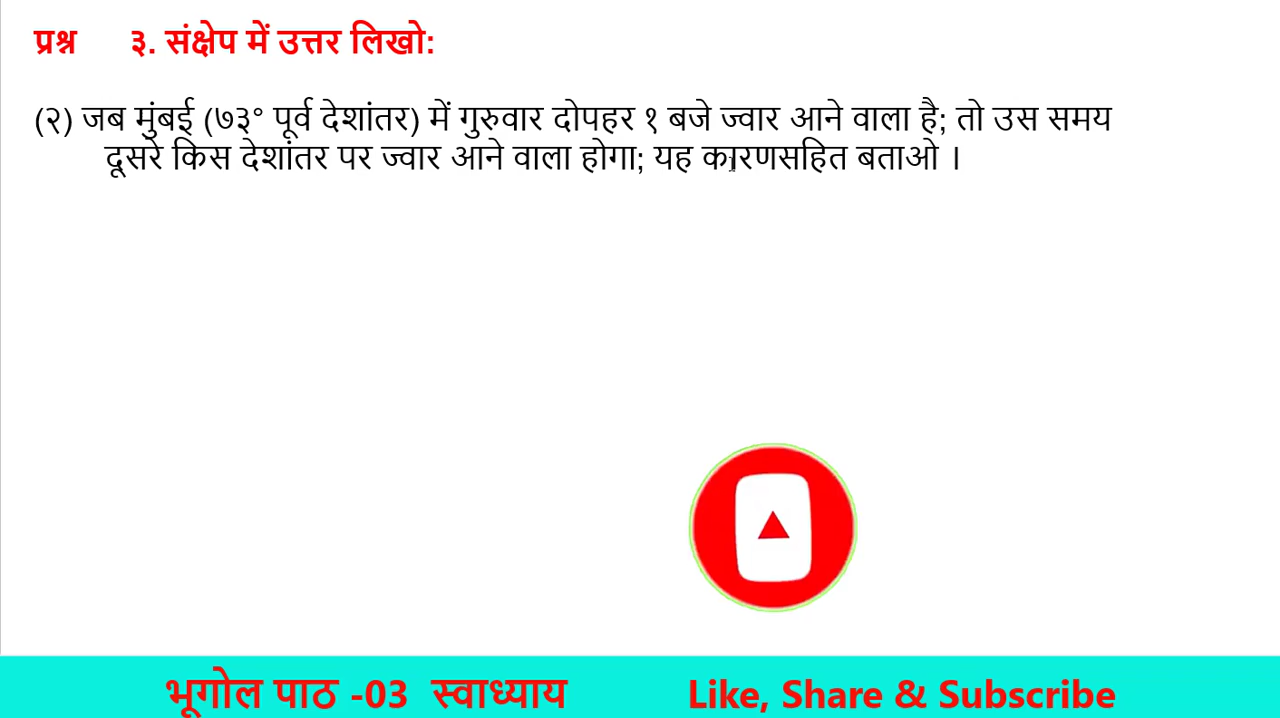 प्रश्न ३. संक्षेप में उत्तर लिखो:
(२) जब मुंबई (७३° पूर्व देशांतर) में गुरुवार दोपहर १ बजे ज्वार आने वाला है; तो उस समय
दूसरे किस देशांतर पर ज्वार आने वाला होगा; यह कारणसहित बताओ ।
भूगोल पाठ -03 स्वाध्याय Like, Share & Subscribe